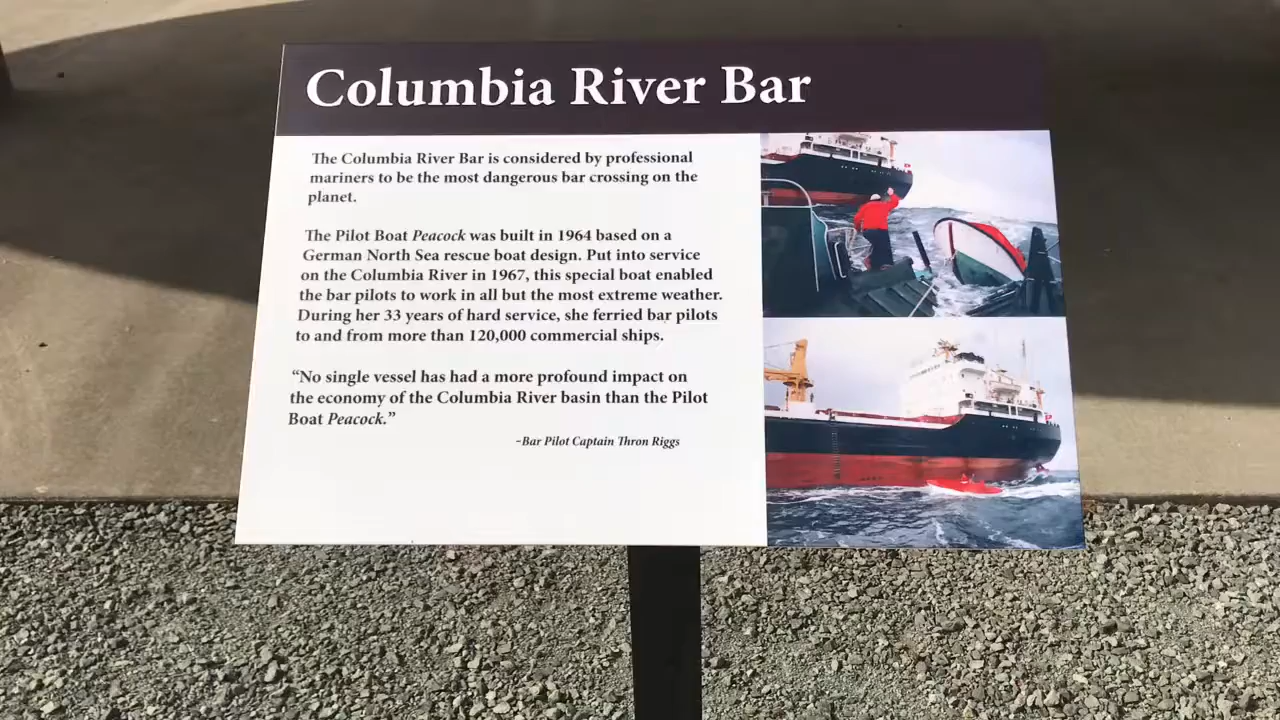 Columbia River Bar
The Columbia River Bar is considered by professional
mariners to be the most dangerous bar crossing on the
planet.
The Pilot Boat Peacock was built in 1964 based on a
German North Sea rescue boat design. Put into service
on the Columbia River in 1967, this special boat enabled
the bar pilots to work in all but the most extreme weather.
During her 33 years of hard service, she ferried bar pilots
to and from more than 120,000 commercial ships.
“No single vessel has had a more profound impact on
the economy of the Columbia River basin than the Pilot
Boat Peacock.”
~Bar Pilot Captain Thron Riggs